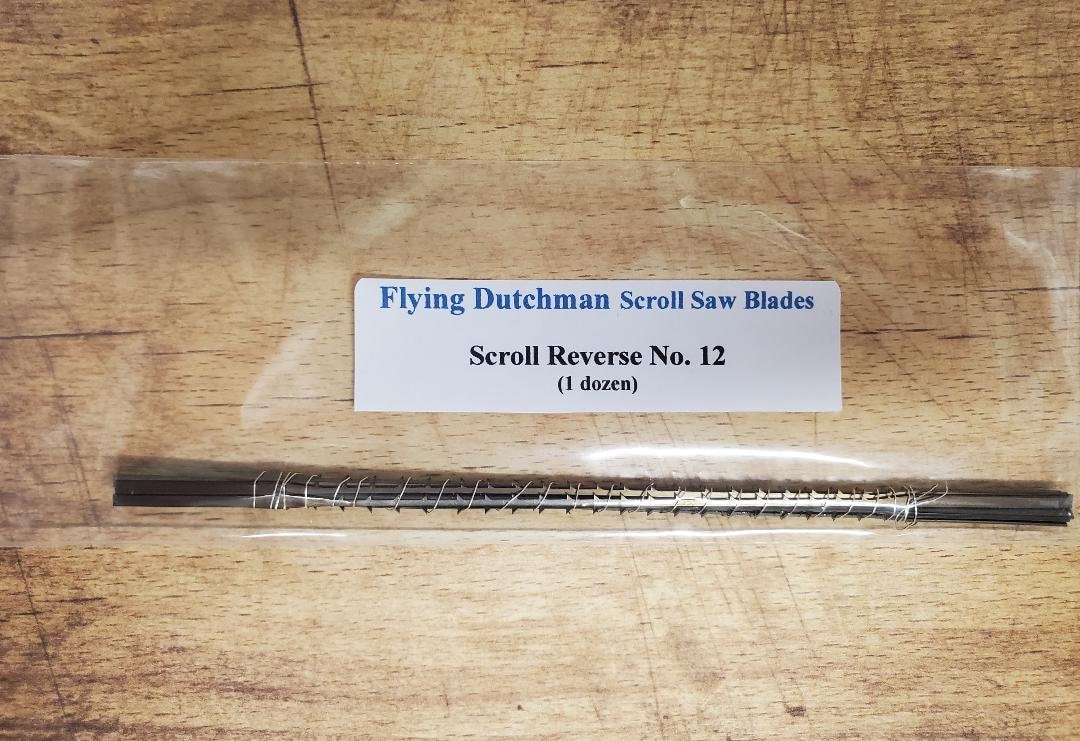 Flying Dutchman Scroll Saw Blades
Scroll Reverse No. 12
(1 dozen)